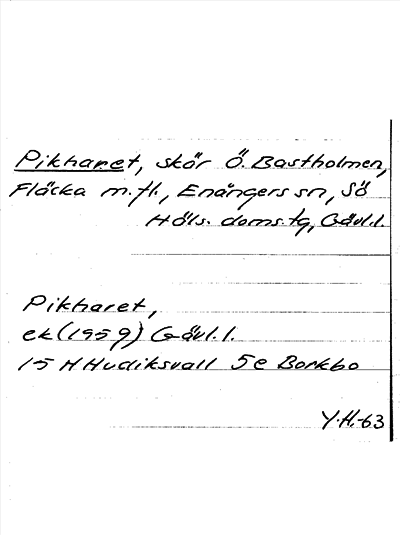 Pikharet, skär Ö. Bastholmen,
Fläcka m.fl., Enångers sn, Sö
Häls. doms.tg, Gävl.l.
Pikharet,
ek (1959) Gävl.l.
15 H Hudiksvall 5e Borkbo
Y.H.-63